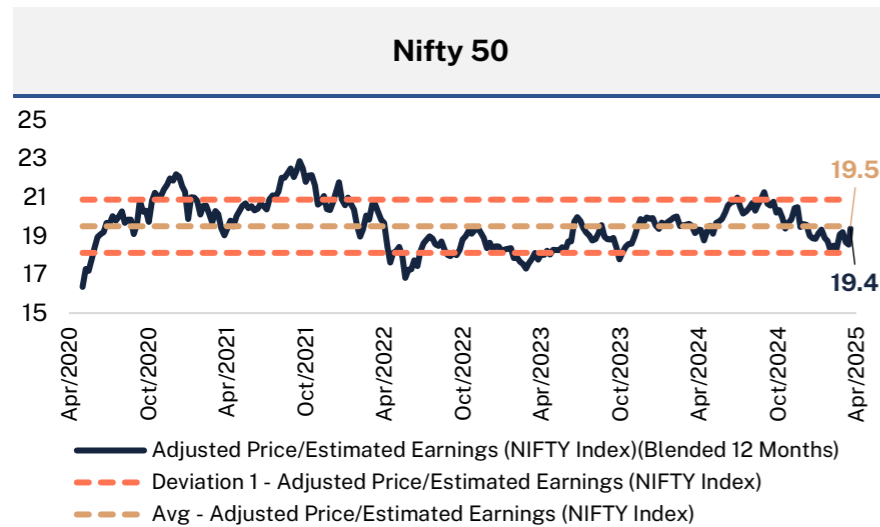 Nifty 50
25
23
21
19
17
15
19.5
19.4
Apr/2020
Oct/2020
Apr/2021
Oct/2021
Apr/2022
Oct/2022
Apr/2023
Oct/2023
Apr/2024
Oct/2024
Apr/2025
Adjusted Price/Estimated Earnings (NIFTY Index)(Blended 12 Months)
Deviation 1 - Adjusted Price/Estimated Earnings (NIFTY Index)
Avg - Adjusted Price/Estimated Earnings (NIFTY Index)